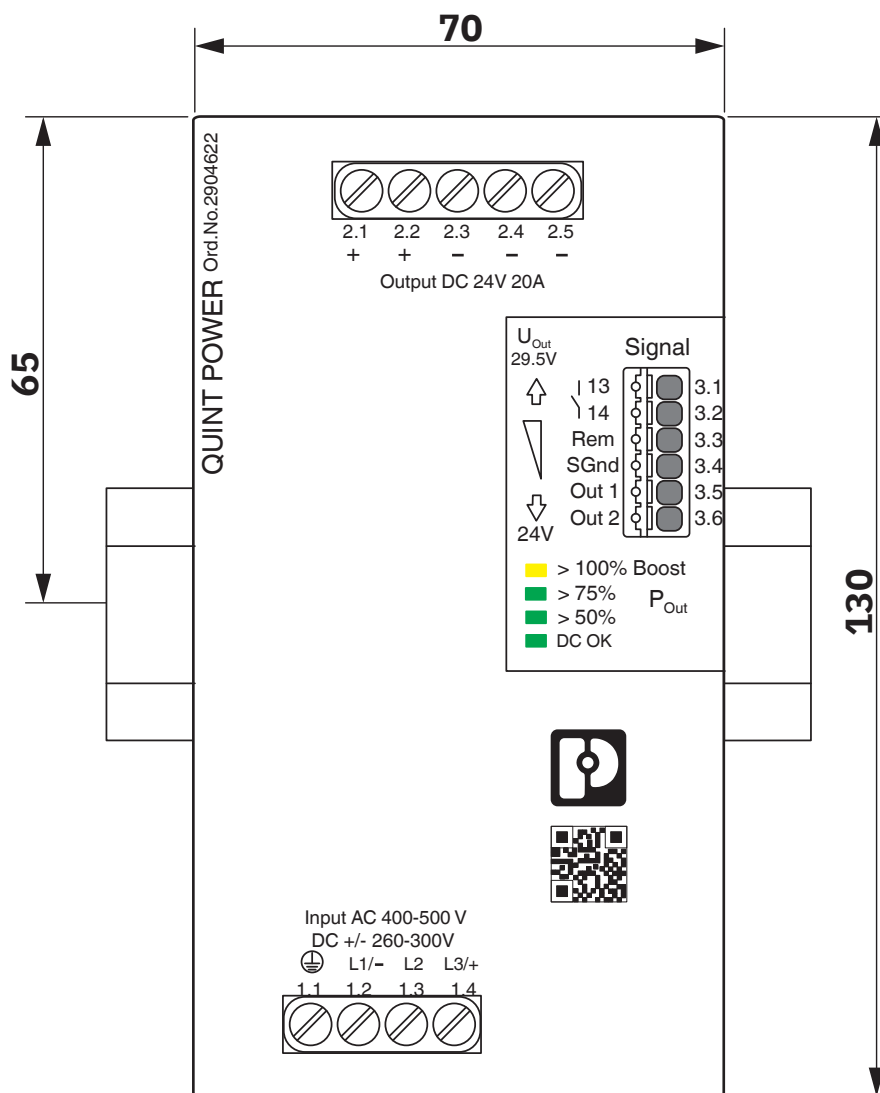 70
65
130
QUINT POWER Ord.No.2904622
2.1 2.2 2.3 2.4 2.5
+ + – – –
Output DC 24V 20A
UOut
29.5V
24V
Signal
13 3.1
14 3.2
Rem 3.3
SGnd 3.4
Out 1 3.5
Out 2 3.6
> 100% Boost
> 75%
> 50%
DC OK
POut
Input AC 400-500 V
DC +/- 260-300V
L1/– L2 L3/+
1.1 1.2 1.3 1.4